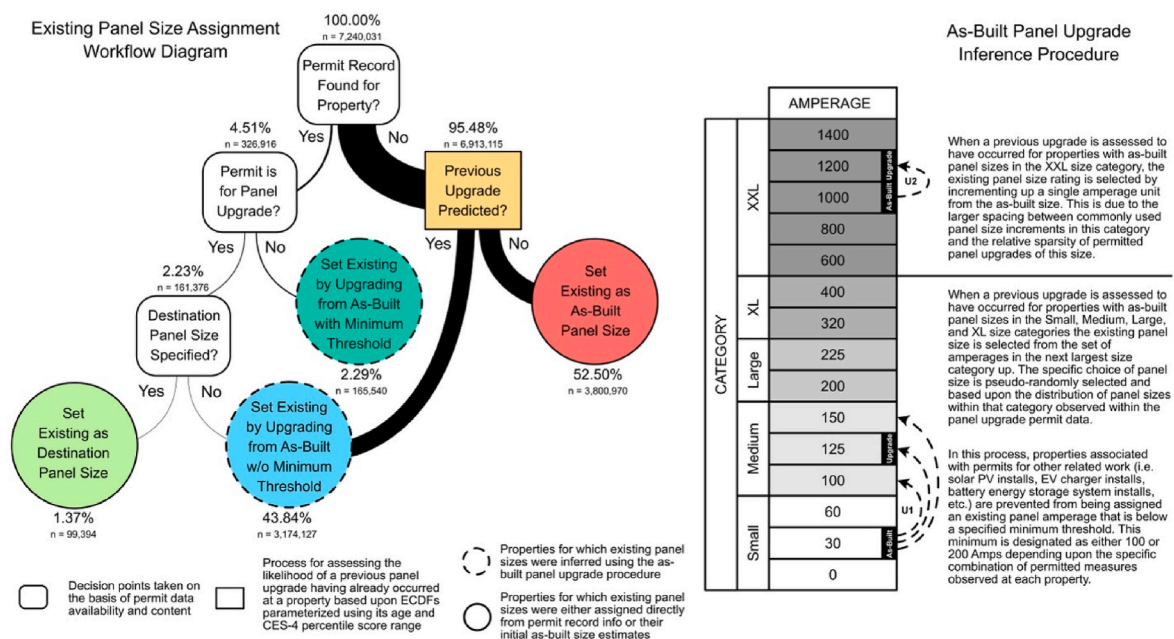 Existing Panel Size Assignment
Workflow Diagram
100.00%
n = 7,240,031
Permit Record
Found for
Property?
Yes
No
4.51%
n = 326,916
95.48%
n = 6,913,115
Permit is
for Panel
Upgrade?
Previous
Upgrade
Predicted?
Yes
No
Yes
No
2.23%
n = 161,376
Destination
Panel Size
Specified?
Set Existing
by Upgrading
from As-Built
with Minimum
Threshold
2.29%
n = 165,540
Set
Existing as
As-Built
Panel Size
52.50%
n = 3,800,970
Yes
No
Set
Existing as
Destination
Panel Size
1.37%
n = 99,394
Set Existing
by Upgrading
from As-Built
w/o Minimum
Threshold
43.84%
n = 3,174,127
Decision points taken on
the basis of permit data
availability and content
Process for assessing the
likelihood of a previous panel
upgrade having already occurred
at a property based upon ECDFs
parameterized using its age and
CES-4 percentile score range
Properties for which existing panel
sizes were inferred using the as-
built panel upgrade procedure
Properties for which existing panel
sizes were either assigned directly
from permit record info or their
initial as-built size estimates
As-Built Panel Upgrade
Inference Procedure
AMPERAGE
CATEGORY
XXL
1400
1200
1000
800
600
As-Built Upgrade
U2
XL
400
320
Large
225
200
Medium
150
125
100
Upgrade
U1
Small
60
30
0
As-Built
When a previous upgrade is assessed to
have occurred for properties with as-built
panel sizes in the XXL size category, the
existing panel size rating is selected by
incrementing up a single amperage unit
from the as-built size. This is due to the
larger spacing between commonly used
panel size increments in this category
and the relative sparsity of permitted
panel upgrades of this size.
When a previous upgrade is assessed to
have occurred for properties with as-built
panel sizes in the Small, Medium, Large,
and XL size categories the existing panel
size is selected from the set of
amperages in the next largest size
category up. The specific choice of panel
size is pseudo-randomly selected and
based upon the distribution of panel sizes
within that category observed within the
panel upgrade permit data.
In this process, properties associated
with permits for other related work (i.e.
solar PV installs, EV charger installs,
battery energy storage system installs,
etc.) are prevented from being assigned
an existing panel amperage that is below
a specified minimum threshold. This
minimum is designated as either 100 or
200 Amps depending upon the specific
combination of permitted measures
observed at each property.